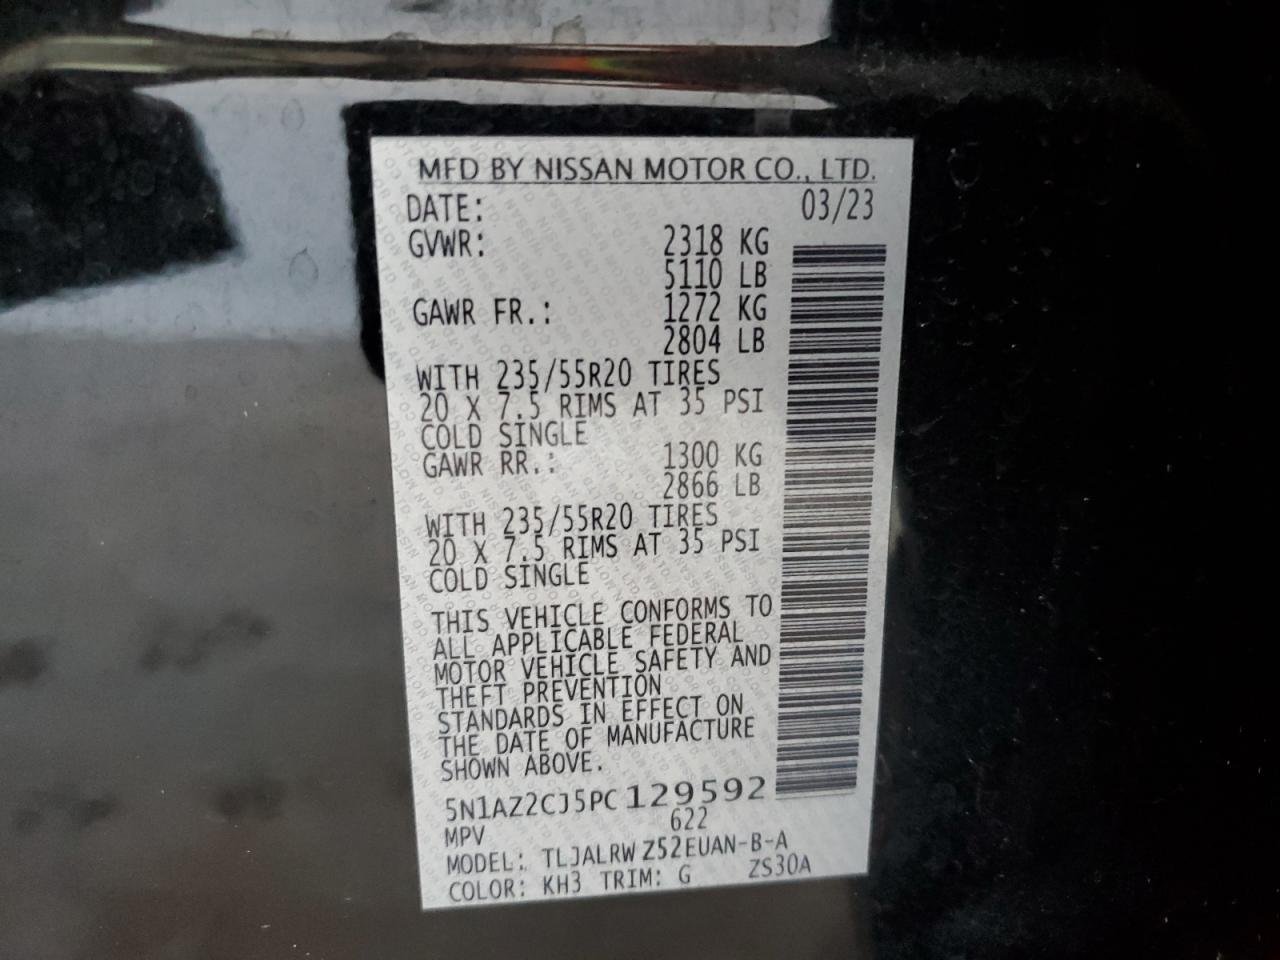 MFD BY NISSAN MOTOR CO., LTD.
DATE: 03/23
GVWR: 2318 KG
5110 LB
GAWR FR.: 1272 KG
2804 LB
WITH 235/55R20 TIRES
20 X 7.5 RIMS AT 35 PSI
COLD SINGLE
GAWR RR.: 1300 KG
2866 LB
WITH 235/55R20 TIRES
20 X 7.5 RIMS AT 35 PSI
COLD SINGLE
THIS VEHICLE CONFORMS TO
ALL APPLICABLE FEDERAL
MOTOR VEHICLE SAFETY AND
THEFT PREVENTION
STANDARDS IN EFFECT ON
THE DATE OF MANUFACTURE
SHOWN ABOVE.
5N1AZ2CJ5PC129592
MPV 622
MODEL: TLJALRW Z52EUAN-B-A
COLOR: KH3 TRIM: G ZS30A